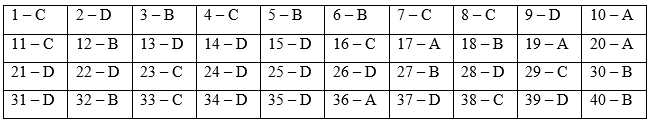 1 – C 2 – D 3 – B 4 – C 5 – B 6 – B 7 – C 8 – C 9 – D 10 – A
11 – C 12 – B 13 – D 14 – D 15 – D 16 – C 17 – A 18 – B 19 – A 20 – A
21 – D 22 – D 23 – C 24 – D 25 – D 26 – D 27 – B 28 – D 29 – C 30 – B
31 – D 32 – B 33 – C 34 – D 35 – D 36 – A 37 – D 38 – C 39 – D 40 – B